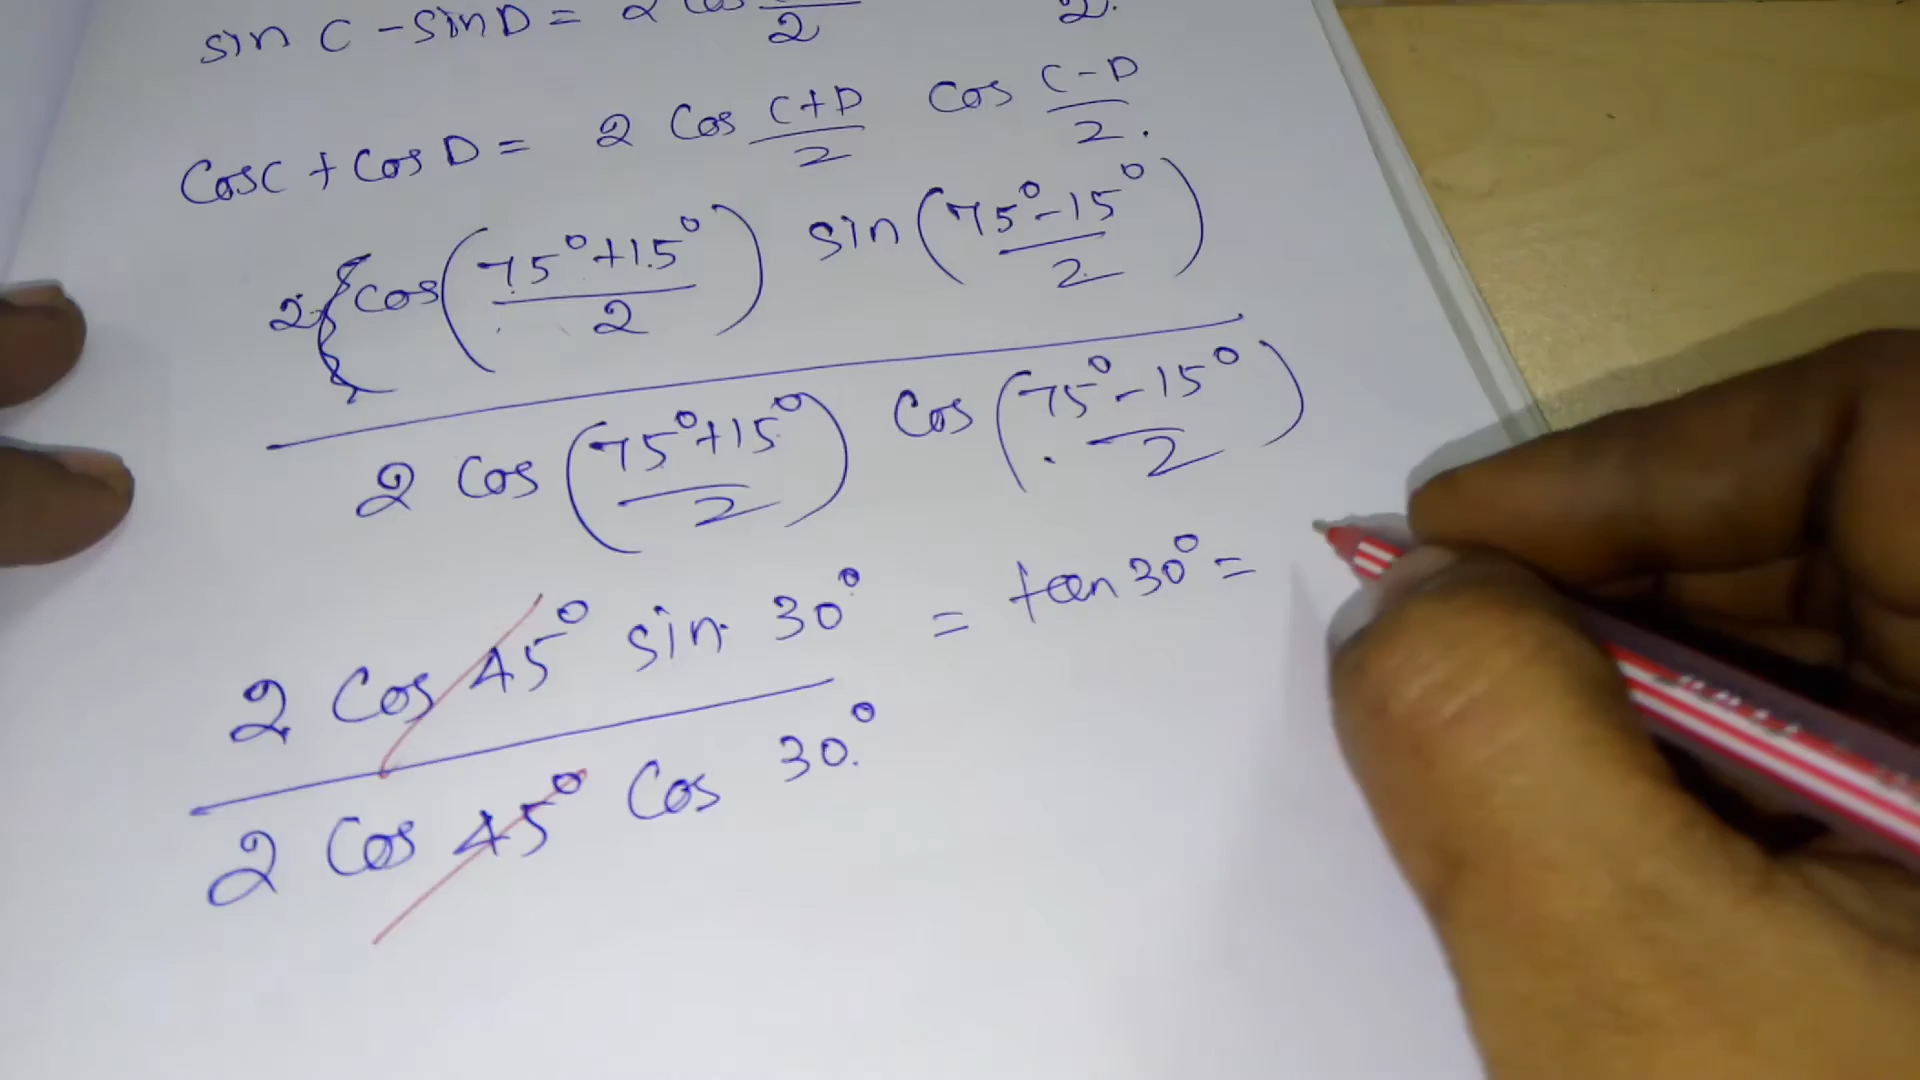 sin C - sin D = 2 cos /2 2.
Cos C + Cos D = 2 Cos (C+D)/2 Cos (C-D)/2.
2{cos((75°+15°)/2) sin((75°-15°)/2)
2 Cos((75°+15°)/2) Cos((75°-15°)/2)
2 Cos 45° sin 30° = tan 30° =
2 Cos 45° Cos 30°